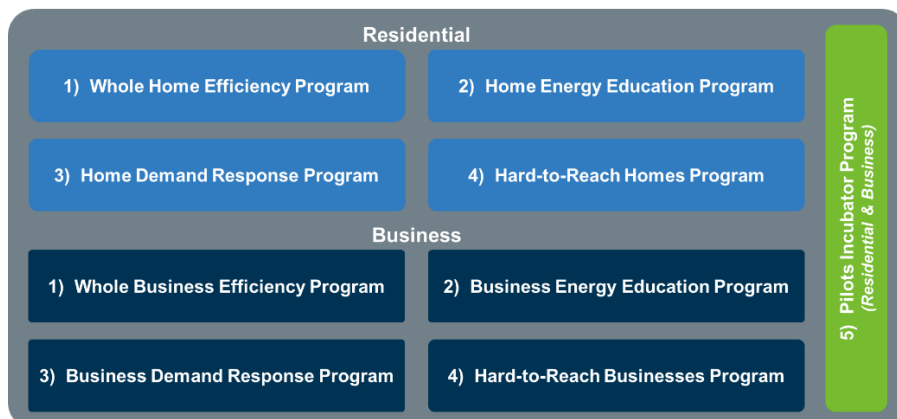 Residential
1) Whole Home Efficiency Program
2) Home Energy Education Program
3) Home Demand Response Program
4) Hard-to-Reach Homes Program
Business
1) Whole Business Efficiency Program
2) Business Energy Education Program
3) Business Demand Response Program
4) Hard-to-Reach Businesses Program
5) Pilots Incubator Program
(Residential & Business)